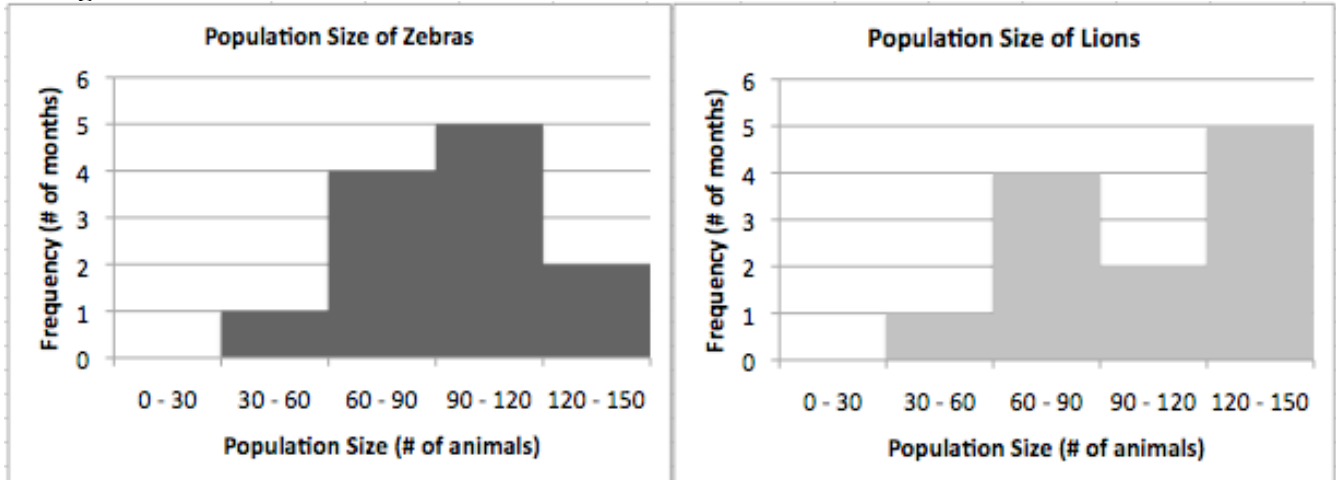 Population Size of Zebras
Frequency (# of months)
6
5
4
3
2
1
0
0 - 30 30 - 60 60 - 90 90 - 120 120 - 150
Population Size (# of animals)
Population Size of Lions
Frequency (# of months)
6
5
4
3
2
1
0
0 - 30 30 - 60 60 - 90 90 - 120 120 - 150
Population Size (# of animals)